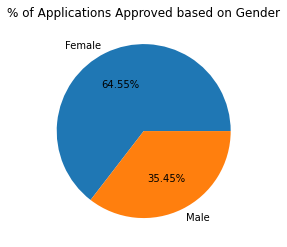 % of Applications Approved based on Gender
Female
64.55%
35.45%
Male